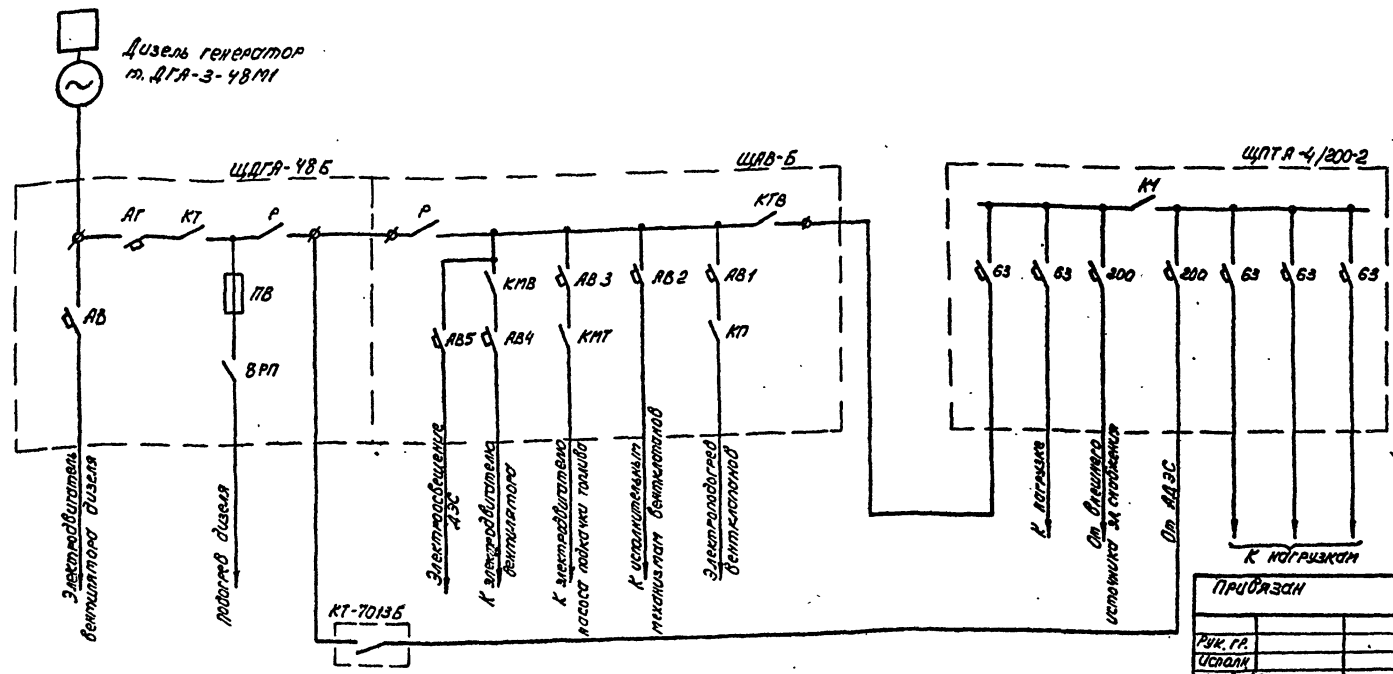 Дизель генератор
т. ДГА-3-48М1
ЩДГА-48Б
ЩАВ-Б
ЩПТА-4/200-2
АГ
КТ
Р
Р
КТВ
К1
ПВ
АВ
ВРП
КМВ
АВ3
АВ2
АВ1
АВ5
АВ4
КМТ
КП
63
63
200
200
63
63
63
Электродвигатель
вентилятора дизеля
подогрев дизеля
Электроосвещение
ДЭС
К электродвигателю
вентилятора
К электродвигателю
насоса подкачки топлива
К исполнительным
механизмам вентклапанов
Электроподогрев
вентклапанов
К нагрузке
От внешнего
источника эл снабжения
От АДЭС
К нагрузкам
КТ-7013Б
Привязан
Рук. гр.
Исполн